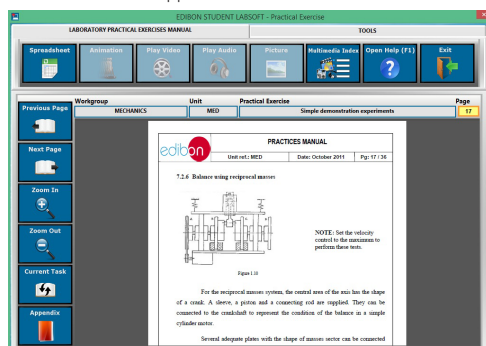 EDIBON STUDENT LABSOFT - Practical Exercise
LABORATORY PRACTICAL EXERCISES MANUAL
TOOLS
Spreadsheet
Animation
Play Video
Play Audio
Picture
Multimedia Index
Open Help (F1)
Exit
Workgroup
Unit
Practical Exercise
Page
MECHANICS
MED
Simple demonstration experiments
17
Previous Page
Next Page
Zoom In
Zoom Out
Current Task
Appendix
edibon
PRACTICES MANUAL
Unit ref.: MED
Date: October 2011
Pg: 17 / 36
7.2.6 Balance using reciprocal masses
NOTE: Set the velocity
control to the maximum to
perform these tests.
For the reciprocal masses system, the central area of the axis has the shape
of a crank. A sleeve, a piston and a connecting rod are supplied. They can be
connected to the crankshaft to represent the condition of the balance in a simple
cylinder motor.
Several adequate plates with the shape of masses sector can be connected